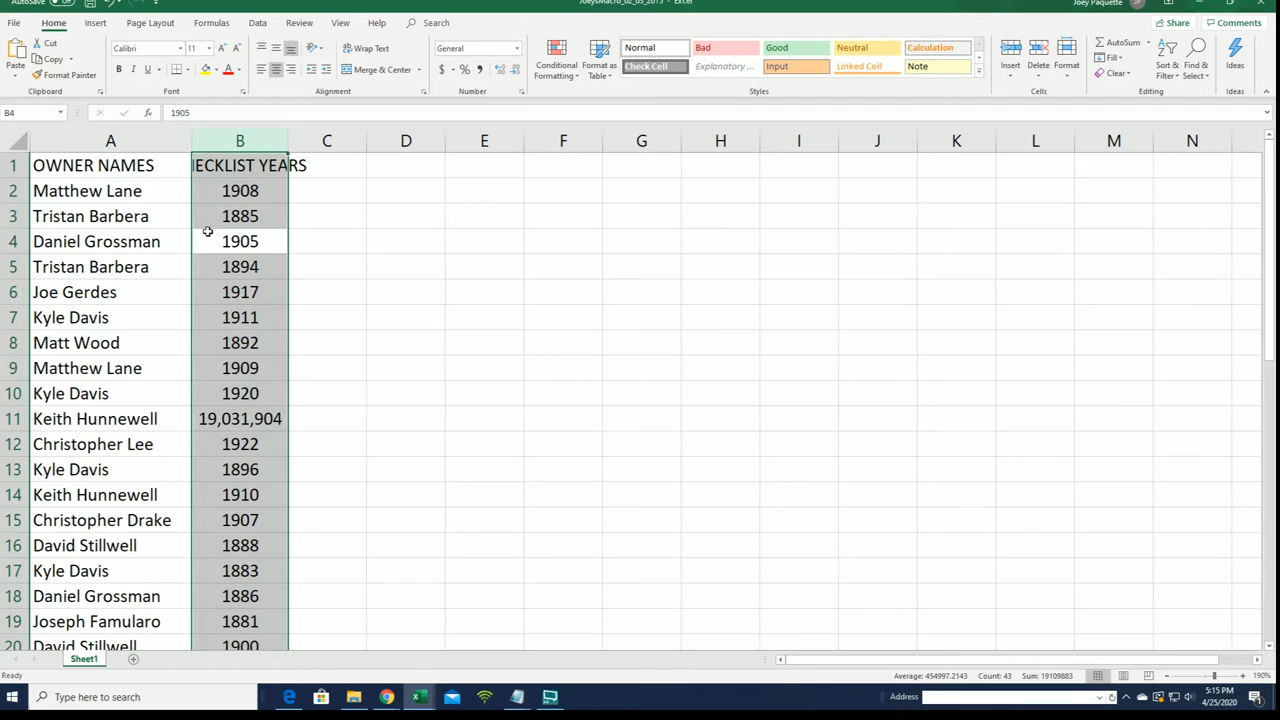 AutoSave
JoeysMacro_02_05_2015 - Excel
Joey Paquette
JP
File Home Insert Page Layout Formulas Data Review View Help Search Share Comments
Paste Cut Copy Format Painter Clipboard
Calibri 11 A A B I U A Font
Wrap Text Merge & Center Alignment
General $ % , Number
Conditional Formatting Format as Table
Normal Bad Good Neutral Calculation
Check Cell Explanatory ... Input Linked Cell Note
Styles
Insert Delete Format Cells
AutoSum Fill Clear Sort & Filter Find & Select Editing
Ideas Ideas
B4 fx 1905
A B C D E F G H I J K L M N
1 OWNER NAMES ECKLIST YEARS
2 Matthew Lane 1908
3 Tristan Barbera 1885
4 Daniel Grossman 1905
5 Tristan Barbera 1894
6 Joe Gerdes 1917
7 Kyle Davis 1911
8 Matt Wood 1892
9 Matthew Lane 1909
10 Kyle Davis 1920
11 Keith Hunnewell 19,031,904
12 Christopher Lee 1922
13 Kyle Davis 1896
14 Keith Hunnewell 1910
15 Christopher Drake 1907
16 David Stillwell 1888
17 Kyle Davis 1883
18 Daniel Grossman 1886
19 Joseph Famularo 1881
20 David Stillwell 1900
Sheet1
Ready Average: 454997.2143 Count: 43 Sum: 19109883 190%
Type here to search Address 5:15 PM
4/25/2020